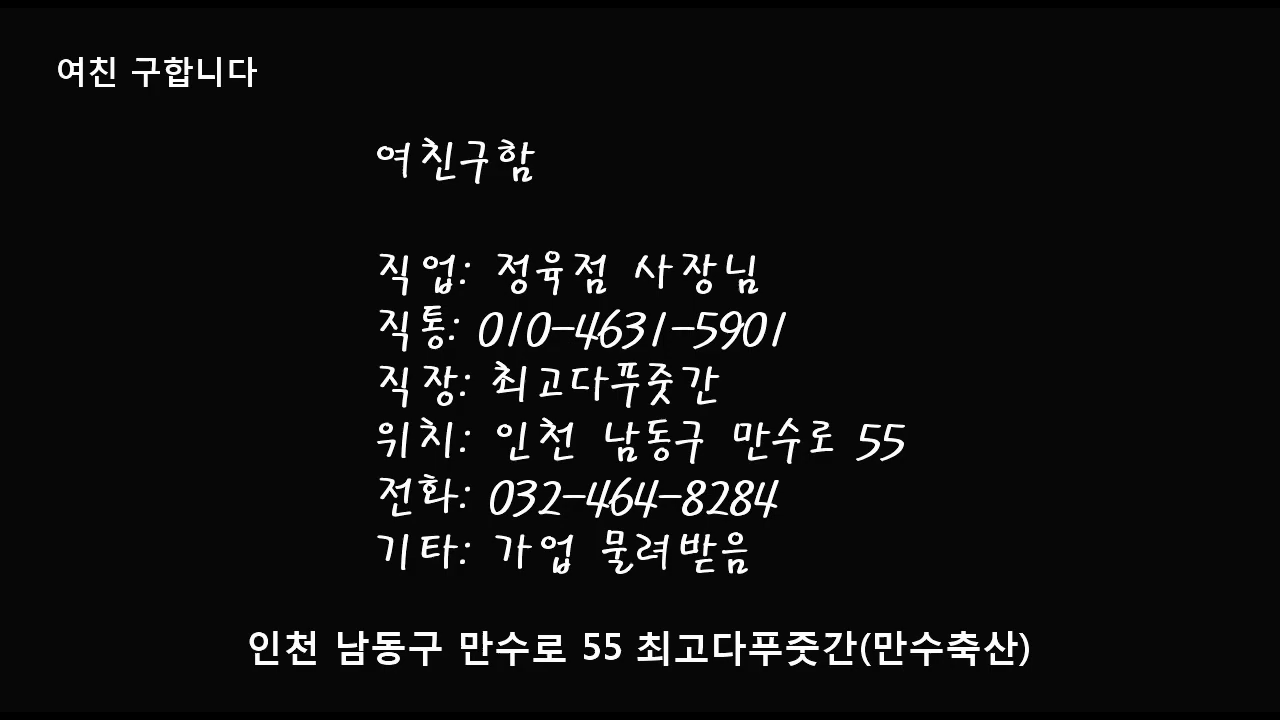 여친 구합니다
여친구함
직업: 정육점 사장님
직통: 010-4631-5901
직장: 최고다푸줏간
위치: 인천 남동구 만수로 55
전화: 032-464-8284
기타: 가업 물려받음
인천 남동구 만수로 55 최고다푸줏간(만수축산)